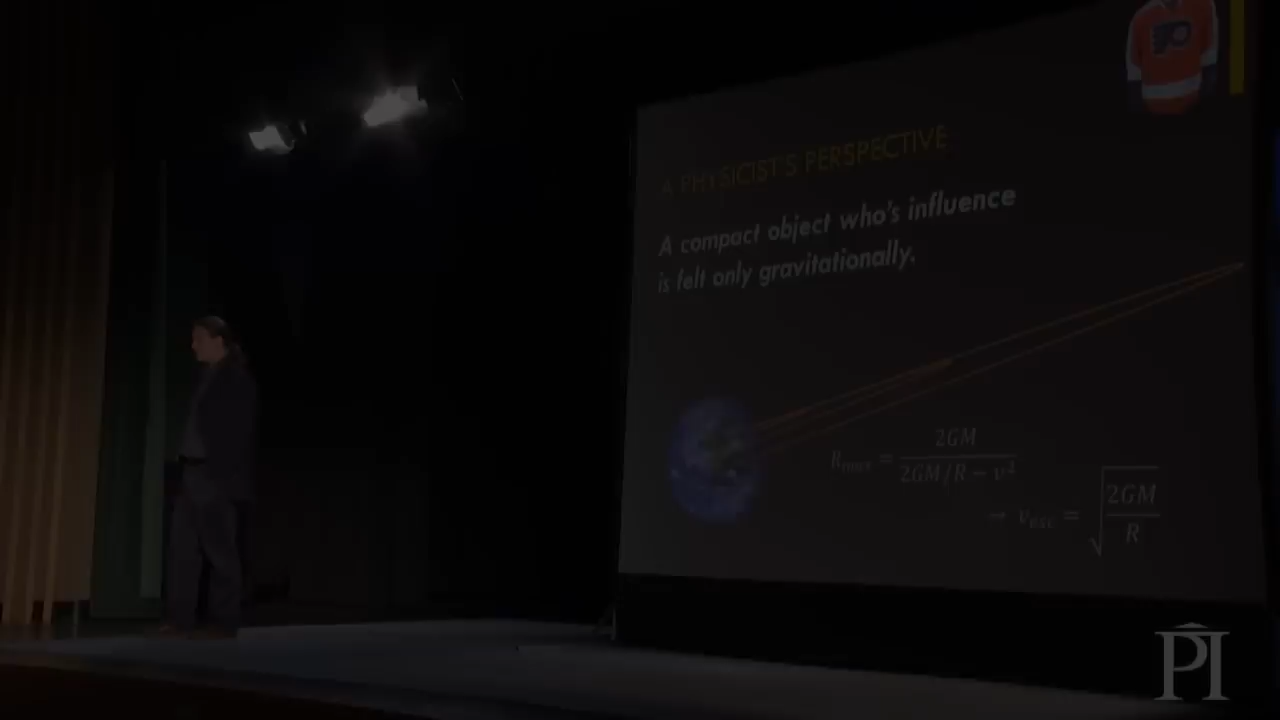 A PHYSICIST'S PERSPECTIVE
A compact object who's influence
is felt only gravitationally.
R_max = 2GM / (2GM/R − v²)
→ v_esc = √(2GM / R)
PI